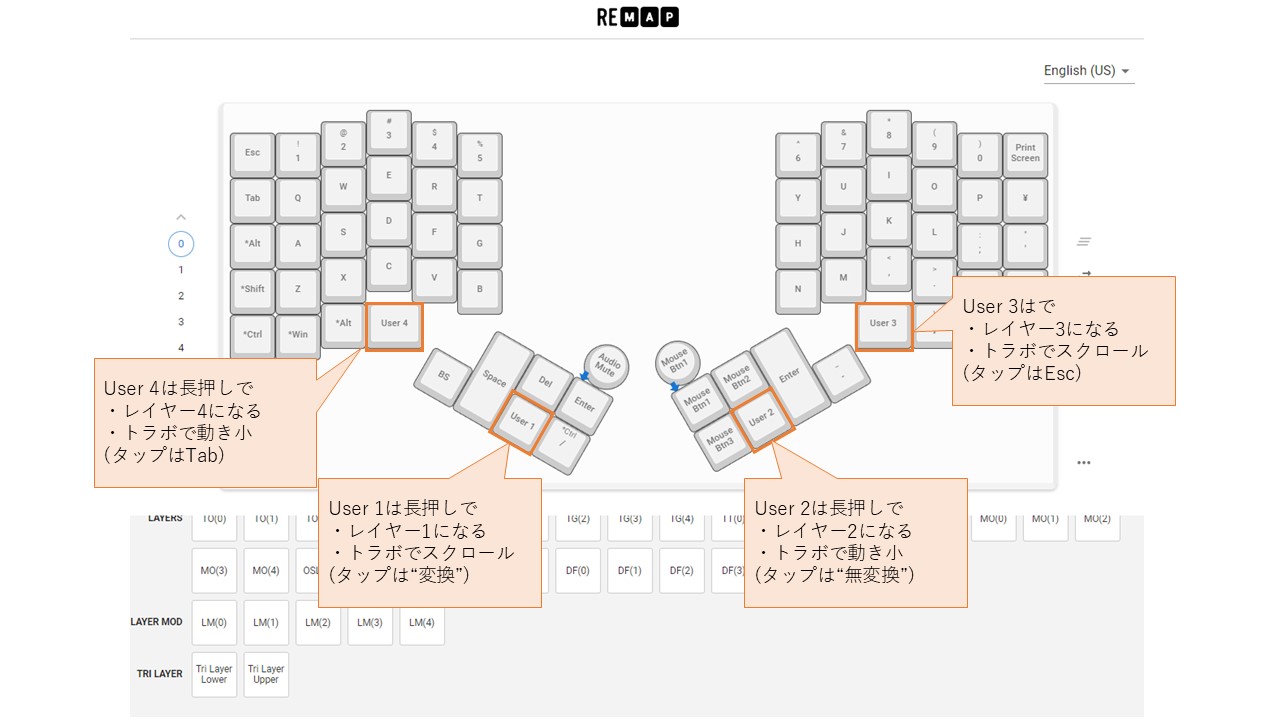 REMAP
English (US)
Esc
! 1
@ 2
# 3
$ 4
% 5
^ 6
& 7
* 8
( 9
) 0
Print Screen
Tab
Q
W
E
R
T
Y
U
I
O
P
¥
*Alt
A
S
D
F
G
H
J
K
L
: ;
" '
*Shift
Z
X
C
V
B
N
M
< ,
> .
*Ctrl
*Win
*Alt
User 4
User 3
0
1
2
3
4
BS
Space
Del
Audio Mute
Enter
User 1
*Ctrl /
Mouse Btn1
Mouse Btn1
Mouse Btn2
Enter
Mouse Btn3
User 2
_ -
User 3はで
・レイヤー3になる
・トラボでスクロール
(タップはEsc)
User 4は長押しで
・レイヤー4になる
・トラボで動き小
(タップはTab)
User 1は長押しで
・レイヤー1になる
・トラボでスクロール
(タップは“変換”)
User 2は長押しで
・レイヤー2になる
・トラボで動き小
(タップは“無変換”)
LAYERS
TO(0)
TO(1)
TG(2)
TG(3)
TG(4)
MO(0)
MO(1)
MO(2)
MO(3)
MO(4)
DF(0)
DF(1)
DF(2)
LAYER MOD
LM(0)
LM(1)
LM(2)
LM(3)
LM(4)
TRI LAYER
Tri Layer Lower
Tri Layer Upper